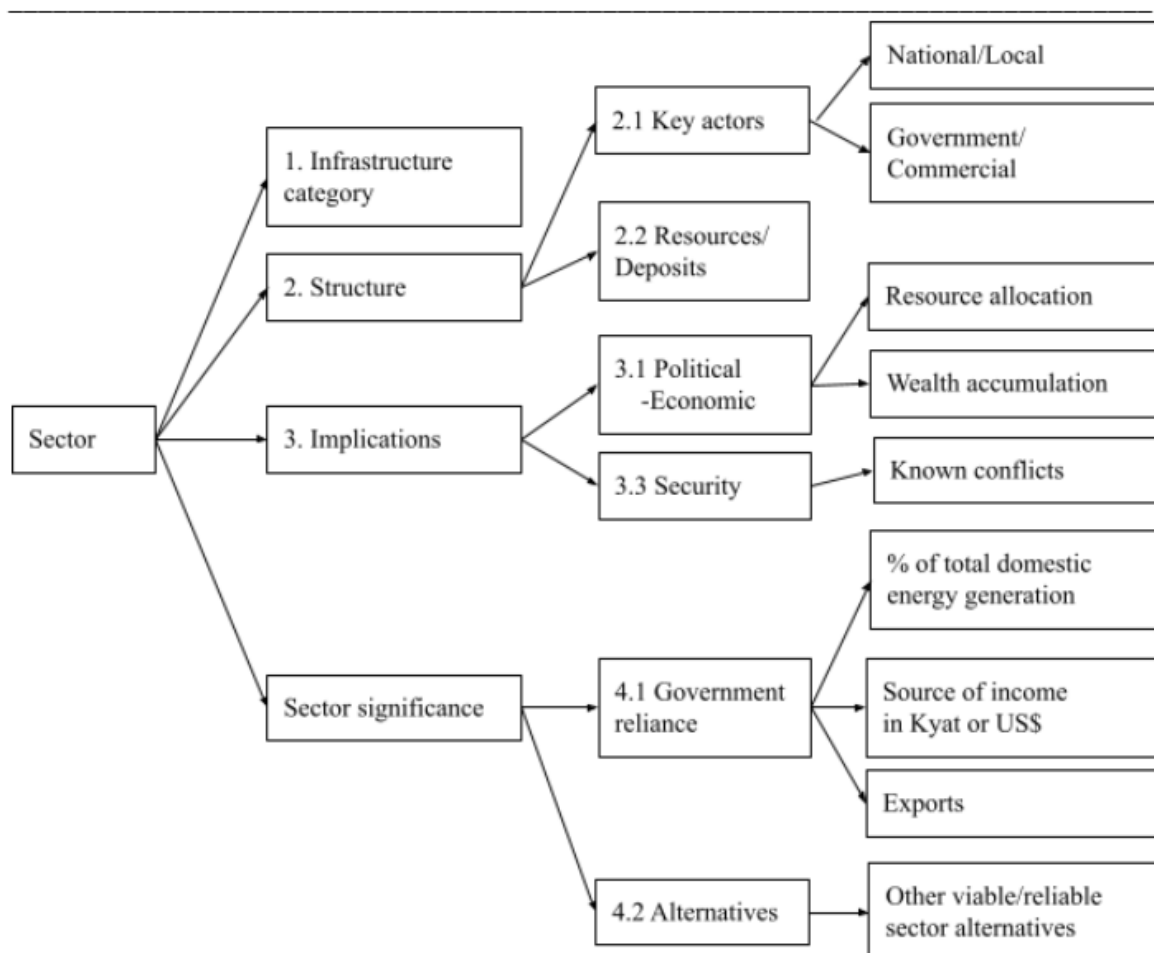 Sector
1. Infrastructure
category
2. Structure
3. Implications
Sector significance
2.1 Key actors
2.2 Resources/
Deposits
3.1 Political
-Economic
3.3 Security
4.1 Government
reliance
4.2 Alternatives
National/Local
Government/
Commercial
Resource allocation
Wealth accumulation
Known conflicts
% of total domestic
energy generation
Source of income
in Kyat or US$
Exports
Other viable/reliable
sector alternatives